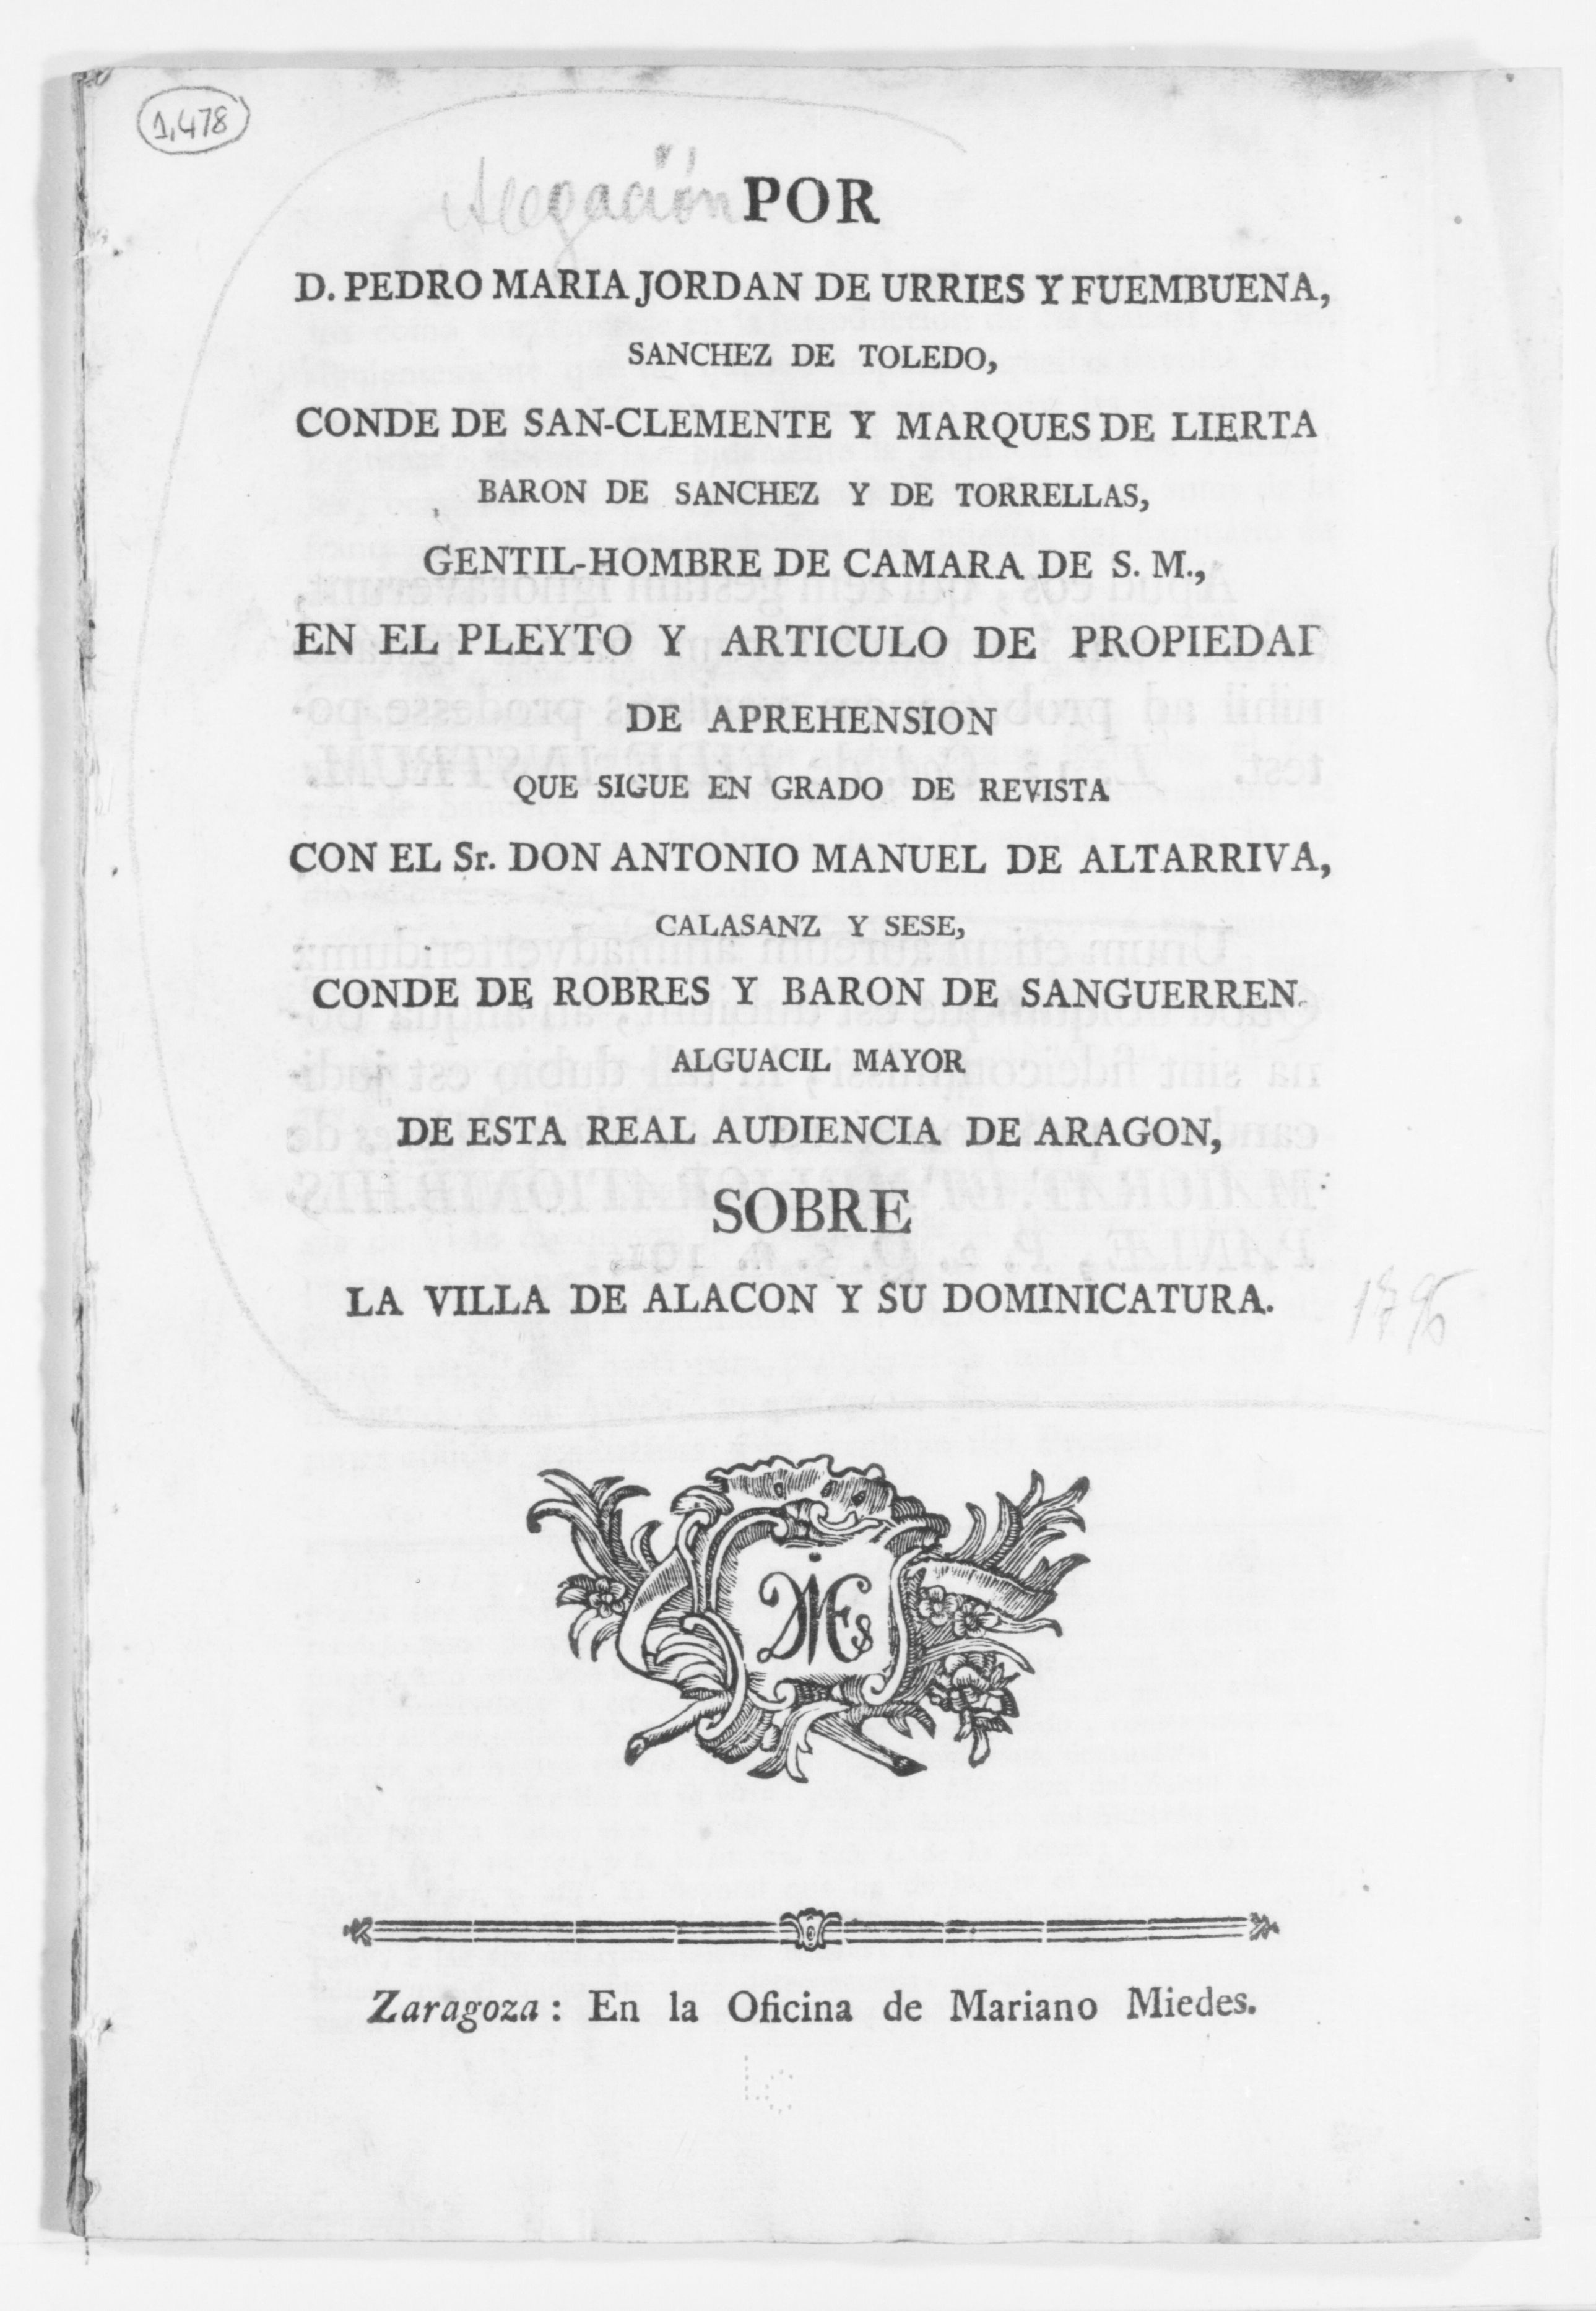 1,478
Alegación POR
D. PEDRO MARIA JORDAN DE URRIES Y FUEMBUENA,
SANCHEZ DE TOLEDO,
CONDE DE SAN-CLEMENTE Y MARQUES DE LIERTA
BARON DE SANCHEZ Y DE TORRELLAS,
GENTIL-HOMBRE DE CAMARA DE S. M.,
EN EL PLEYTO Y ARTICULO DE PROPIEDAD
DE APREHENSION
QUE SIGUE EN GRADO DE REVISTA
CON EL Sr. DON ANTONIO MANUEL DE ALTARRIVA,
CALASANZ Y SESE,
CONDE DE ROBRES Y BARON DE SANGUERREN
ALGUACIL MAYOR
DE ESTA REAL AUDIENCIA DE ARAGON,
SOBRE
LA VILLA DE ALACON Y SU DOMINICATURA.
Zaragoza: En la Oficina de Mariano Miedes.
LC